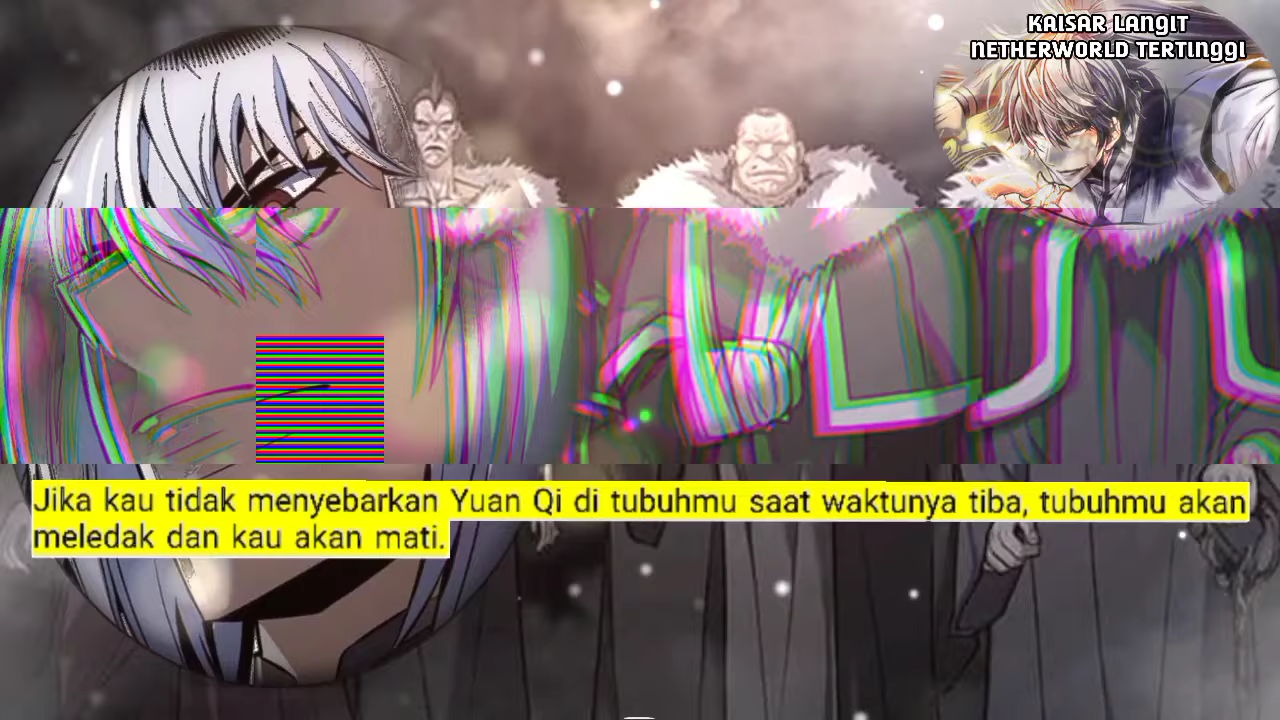 KAISAR LANGIT
NETHERWORLD TERTINGGI
Jika kau tidak menyebarkan Yuan Qi di tubuhmu saat waktunya tiba, tubuhmu akan
meledak dan kau akan mati.